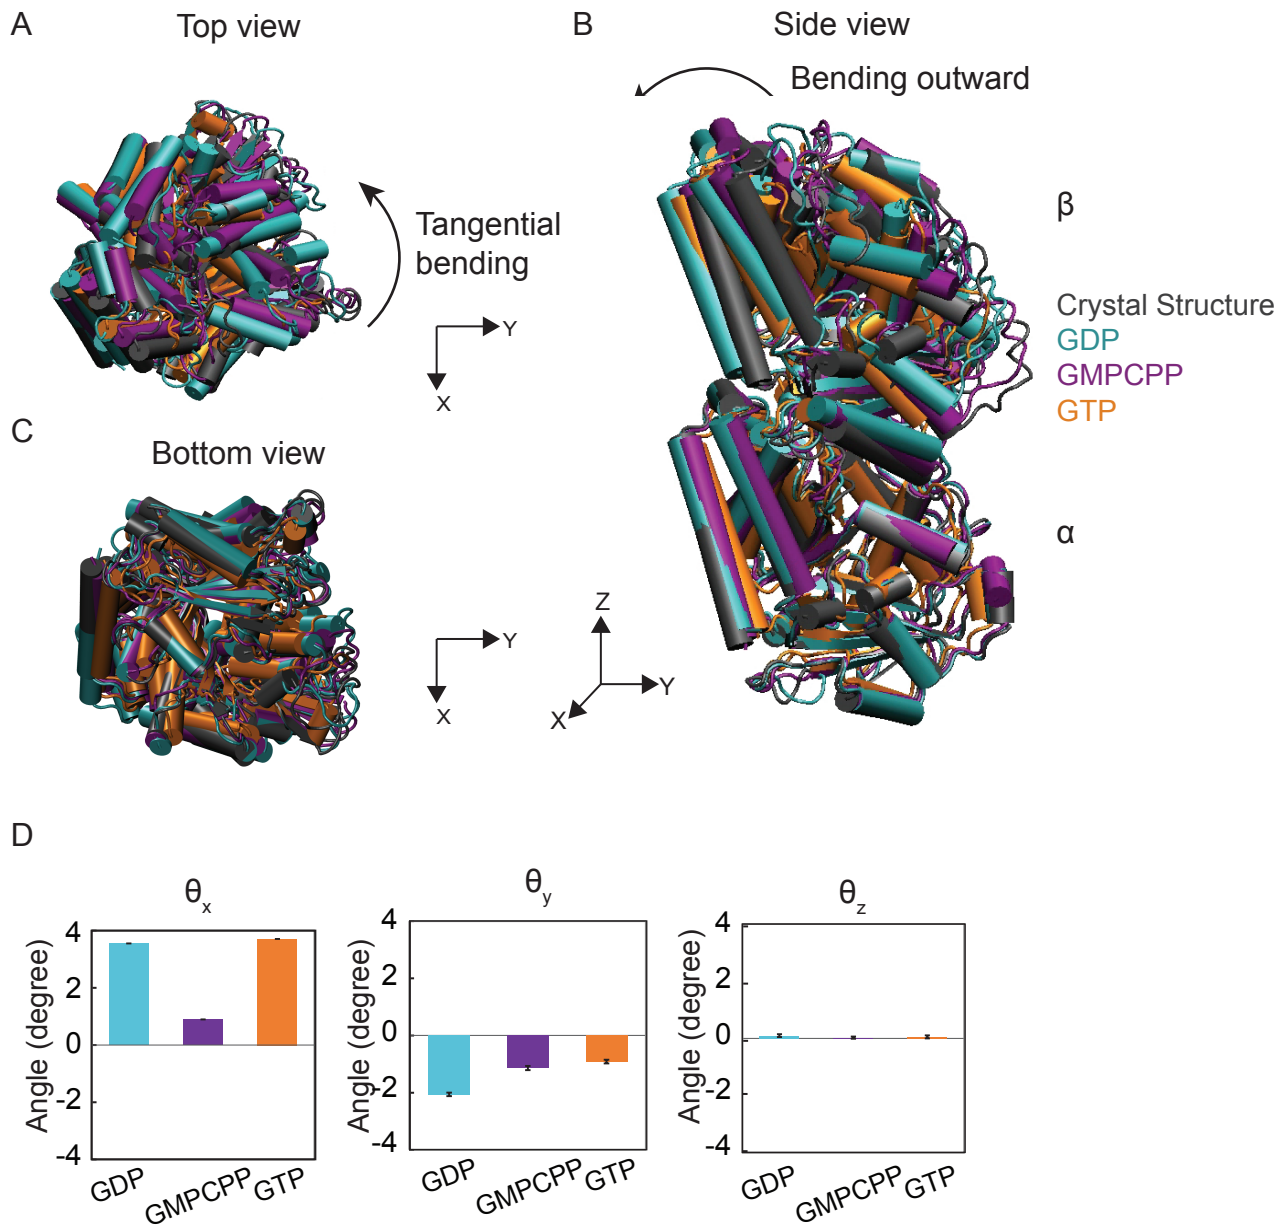 A
Top view
Tangential
bending
Y
X
B
Side view
Bending outward
β
Crystal Structure
GDP
GMPCPP
GTP
α
Z
Y
X
C
Bottom view
Y
X
D
θx
Angle (degree)
4
2
0
-2
-4
GDP
GMPCPP
GTP
θy
Angle (degree)
4
2
0
-2
-4
GDP
GMPCPP
GTP
θz
Angle (degree)
4
2
0
-2
-4
GDP
GMPCPP
GTP